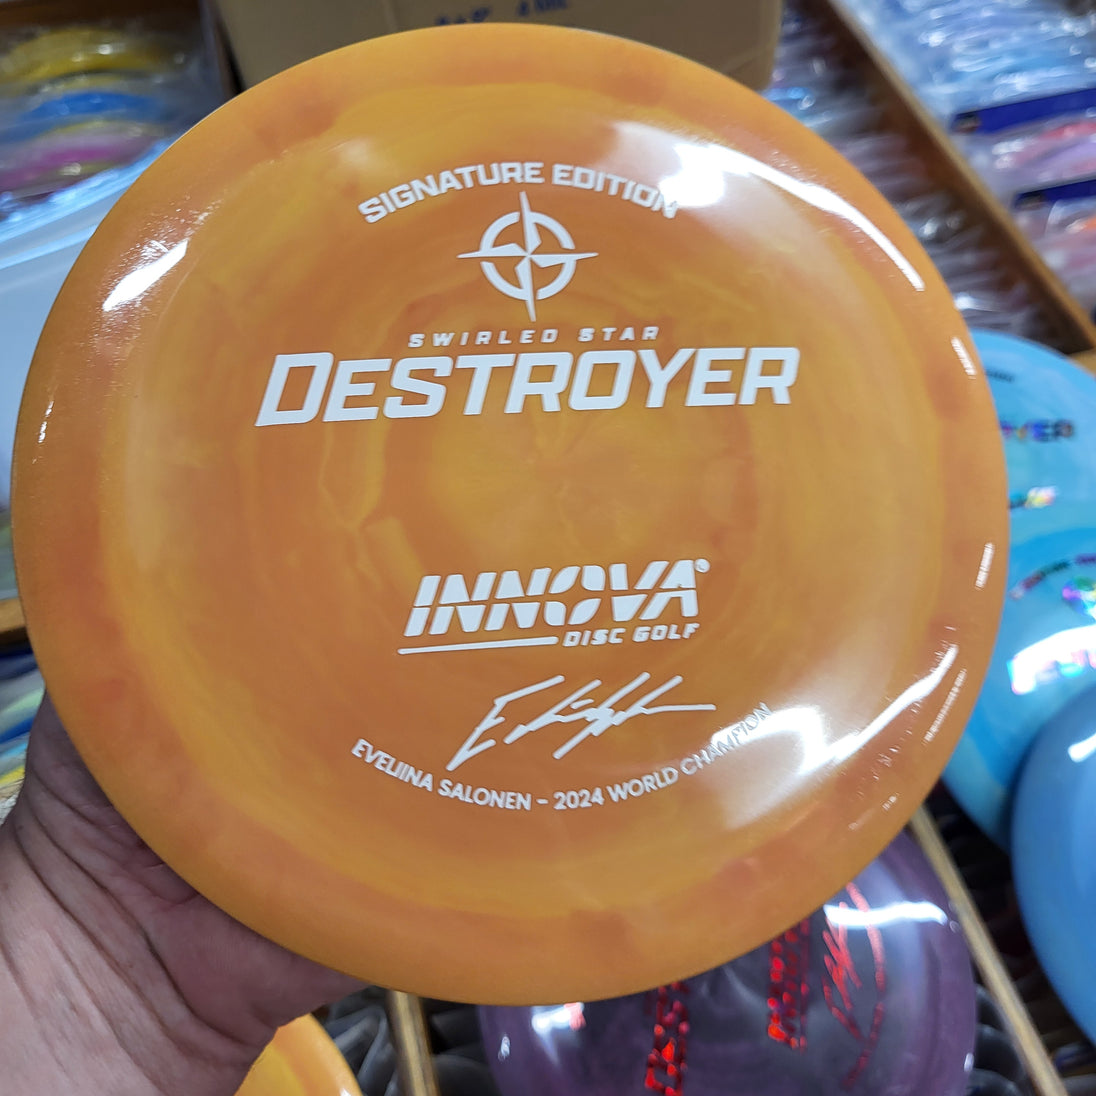 SIGNATURE EDITION
SWIRLED STAR
DESTROYER
INNOVA®
DISC GOLF
EVELIINA SALONEN - 2024 WORLD CHAMPION